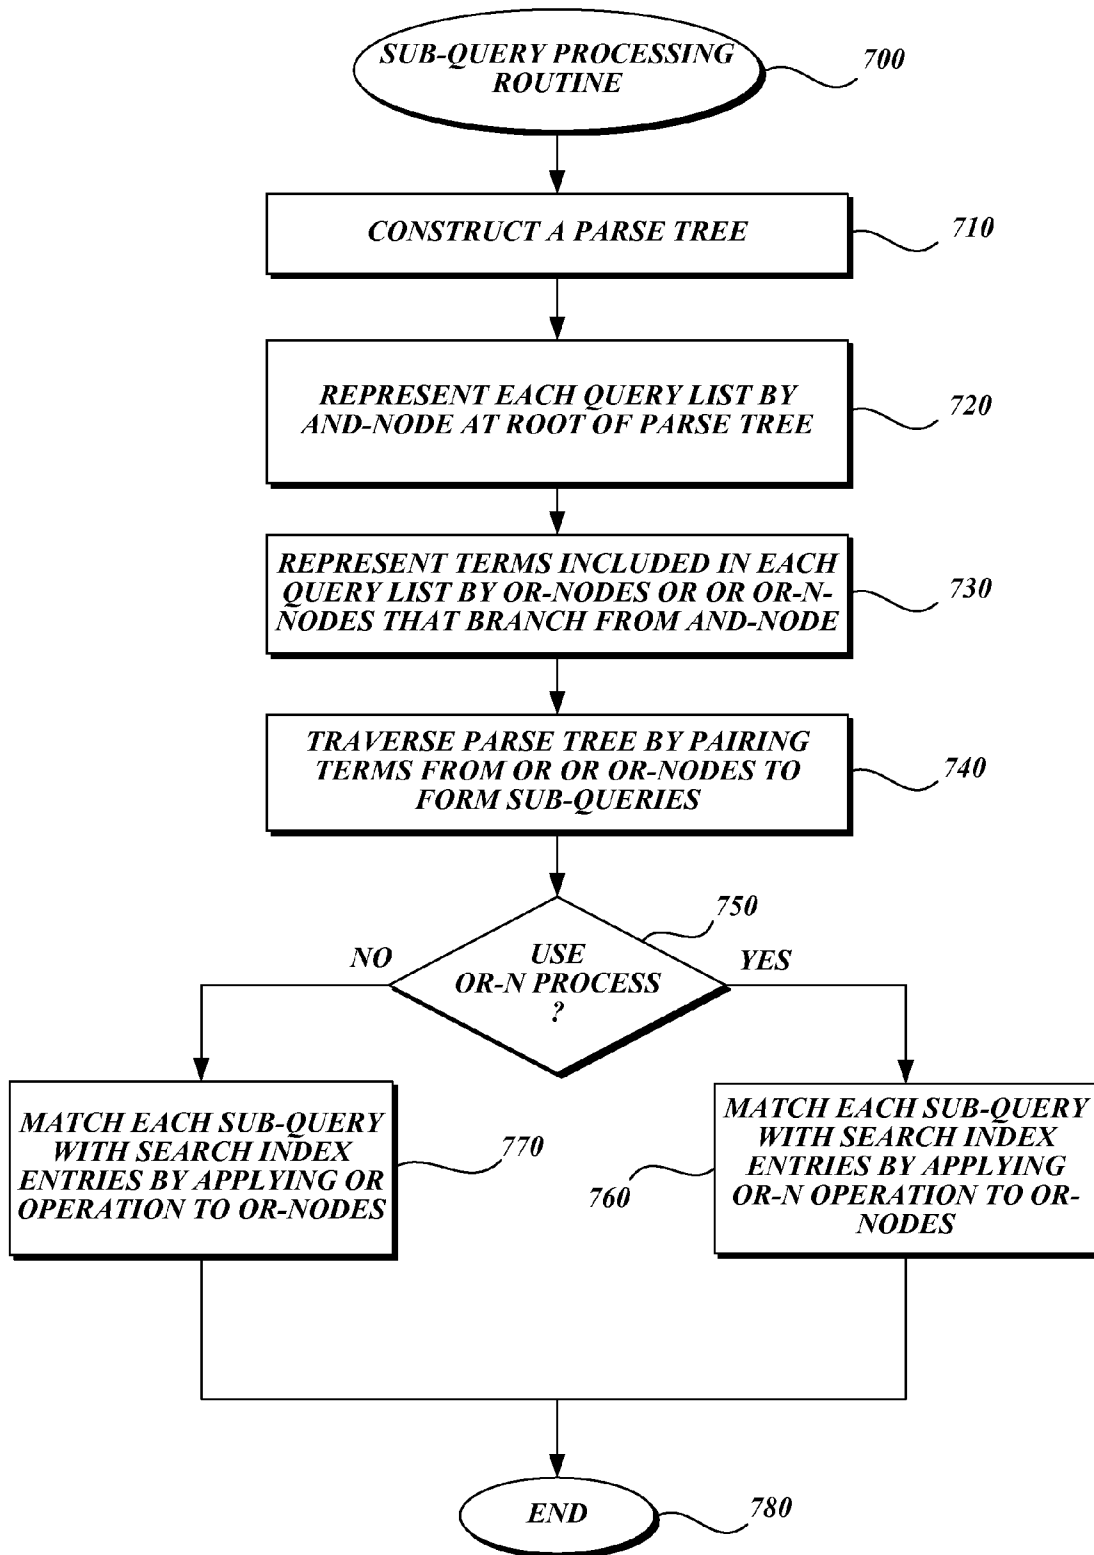 SUB-QUERY PROCESSING
ROUTINE
700
CONSTRUCT A PARSE TREE
710
REPRESENT EACH QUERY LIST BY
AND-NODE AT ROOT OF PARSE TREE
720
REPRESENT TERMS INCLUDED IN EACH
QUERY LIST BY OR-NODES OR OR OR-N-
NODES THAT BRANCH FROM AND-NODE
730
TRAVERSE PARSE TREE BY PAIRING
TERMS FROM OR OR OR-NODES TO
FORM SUB-QUERIES
740
750
NO
USE
OR-N PROCESS
?
YES
MATCH EACH SUB-QUERY
WITH SEARCH INDEX
ENTRIES BY APPLYING OR
OPERATION TO OR-NODES
770
MATCH EACH SUB-QUERY
WITH SEARCH INDEX
ENTRIES BY APPLYING
OR-N OPERATION TO OR-
NODES
760
END
780